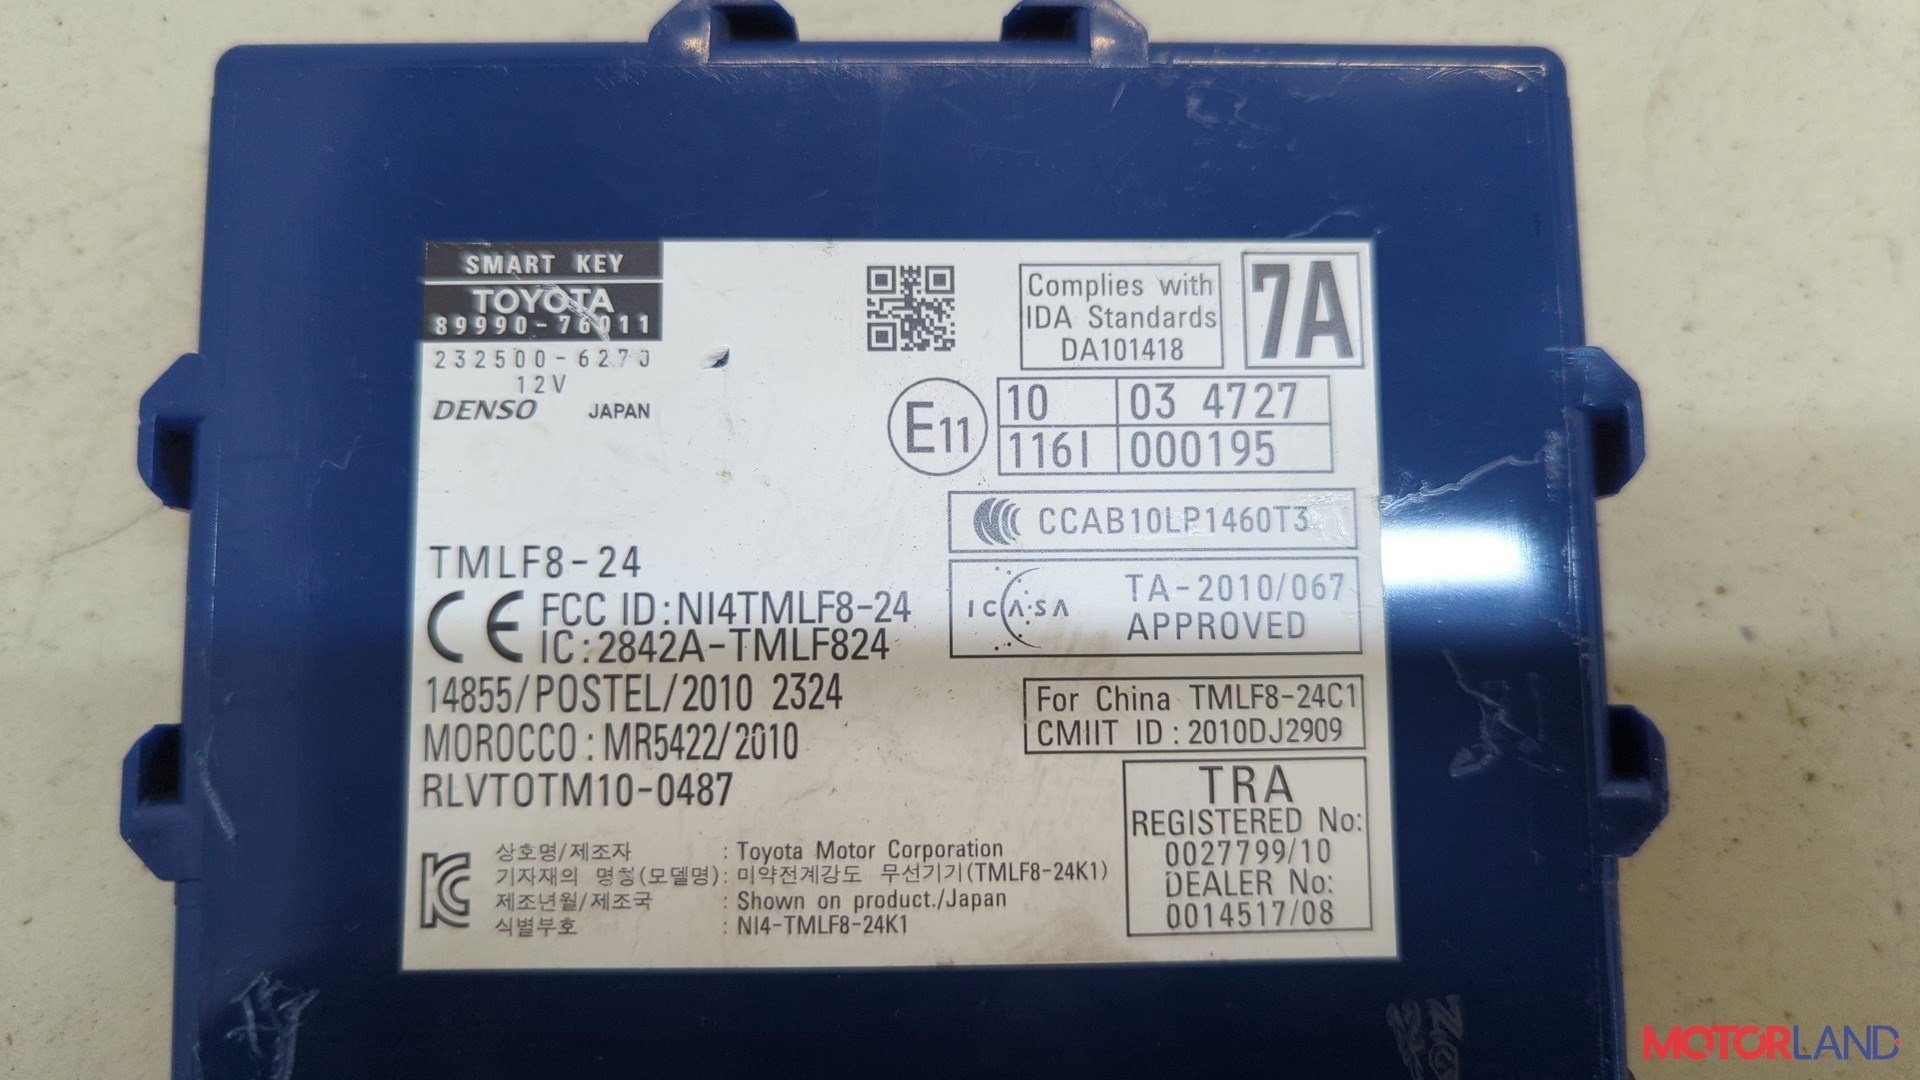 SMART KEY
TOYOTA
89990-76011
232500-6270
12V
DENSO JAPAN
Complies with
IDA Standards
DA101418
7A
E11
10 03 4727
116I 000195
CCAB10LP1460T3
ICASA
TA-2010/067
APPROVED
TMLF8-24
CE FCC ID:NI4TMLF8-24
IC:2842A-TMLF824
14855/POSTEL/2010 2324
MOROCCO:MR5422/2010
RLVTOTM10-0487
For China TMLF8-24C1
CMIIT ID:2010DJ2909
TRA
REGISTERED No:
0027799/10
DEALER No:
0014517/08
상호명/제조자 : Toyota Motor Corporation
기자재의 명칭(모델명): 미약전계강도 무선기기(TMLF8-24K1)
제조년월/제조국 : Shown on product./Japan
식별부호 : NI4-TMLF8-24K1
MOTORLAND